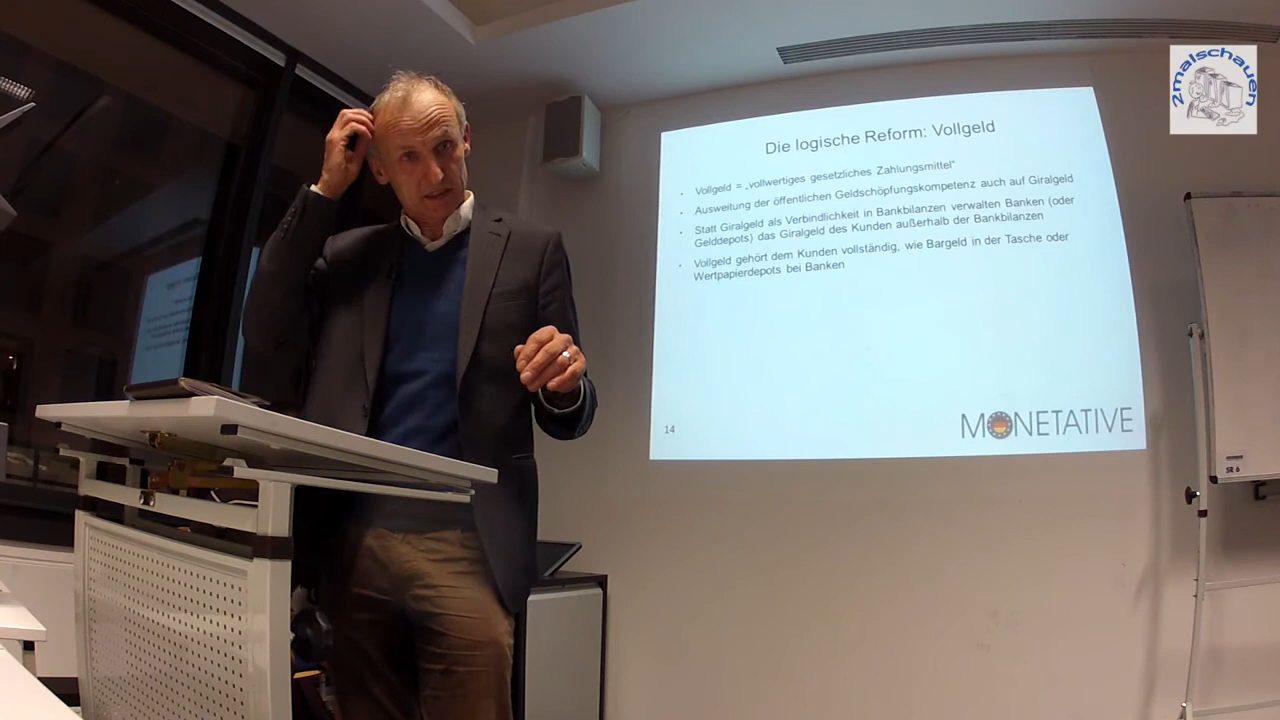 2malschauen
Die logische Reform: Vollgeld
Vollgeld = „vollwertiges gesetzliches Zahlungsmittel“
Ausweitung der öffentlichen Geldschöpfungskompetenz auch auf Giralgeld
Statt Giralgeld als Verbindlichkeit in Bankbilanzen verwalten Banken (oder
Gelddepots) das Giralgeld des Kunden außerhalb der Bankbilanzen
Vollgeld gehört dem Kunden vollständig, wie Bargeld in der Tasche oder
Wertpapierdepots bei Banken
14
MONETATIVE
SR 6